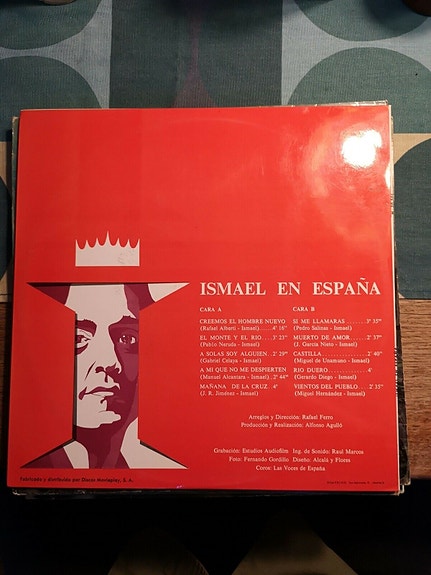 ISMAEL EN ESPAÑA
CARA A
CREEMOS EL HOMBRE NUEVO
(Rafael Alberti - Ismael) ..... 4' 16"
EL MONTE Y EL RIO ... 2' 23"
(Pablo Neruda - Ismael)
A SOLAS SOY ALGUIEN . 2' 29"
(Gabriel Celaya - Ismael)
A MI QUE NO ME DESPIERTEN
(Manuel Alcantara - Ismael) .. 2' 44"
MAÑANA DE LA CRUZ . 4'
(J. R. Jiménez - Ismael)
CARA B
SI ME LLAMARAS ...... 3' 35"
(Pedro Salinas - Ismael)
MUERTO DE AMOR ..... 2' 37"
(J. García Nieto - Ismael)
CASTILLA .............. 2' 40"
(Miguel de Unamuno - Ismael)
RIO DUERO ............ 4'
(Gerardo Diego - Ismael)
VIENTOS DEL PUEBLO ... 2' 35"
(Miguel Hernández - Ismael)
Arreglos y Dirección: Rafael Ferro
Producción y Realización: Alfonso Agulló
Grabación: Estudios Audiofilm Ing. de Sonido: Raul Marcos
Foto: Fernando Gordillo Diseño: Alcalá y Flores
Coros: Las Voces de España
Fabricado y distribuido por Discos Movieplay, S. A.